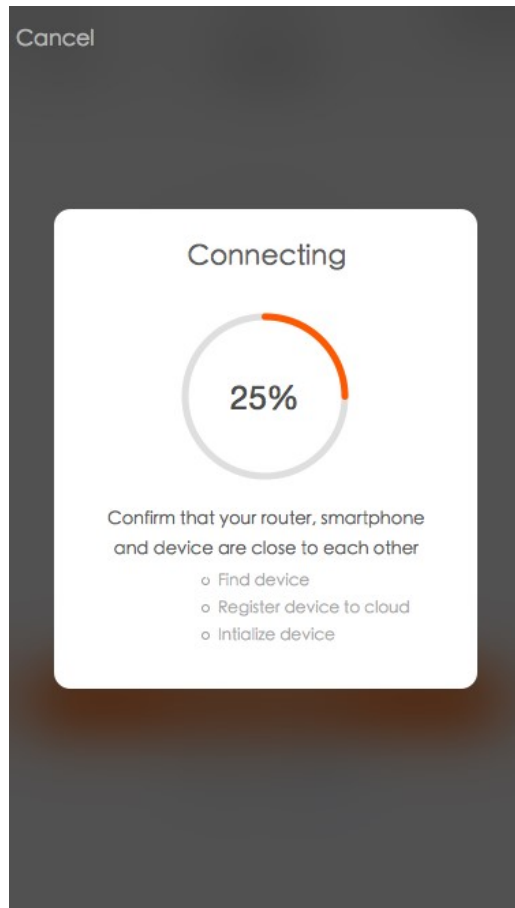 Cancel
Connecting
25%
Confirm that your router, smartphone
and device are close to each other
Find device
Register device to cloud
Intialize device